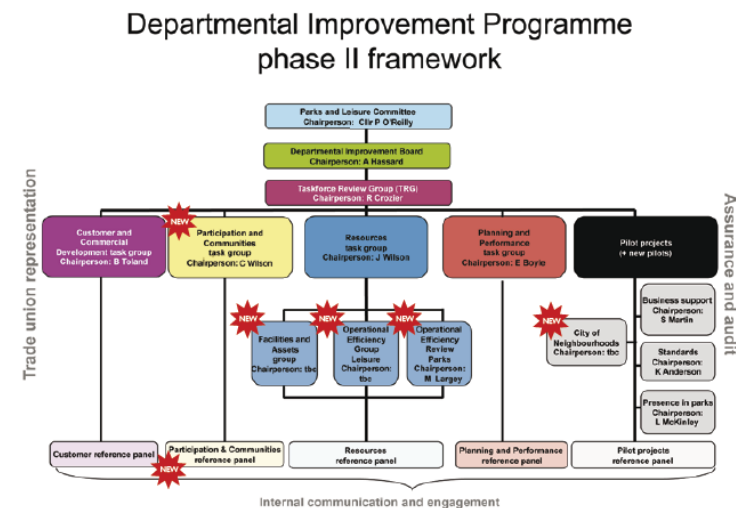 Departmental Improvement Programme
phase II framework
Parks and Leisure Committee
Chairperson: Cllr P O'Reilly
Departmental Improvement Board
Chairperson: A Hassard
Taskforce Review Group (TRG)
Chairperson: R Crozier
Trade union representation
Assurance and audit
Customer and
Commercial
Development task group
Chairperson: B Toland
NEW
Participation and
Communities
task group
Chairperson: C Wilson
Resources
task group
Chairperson: J Wilson
Planning and
Performance
task group
Chairperson: E Boyle
Pilot projects
(+ new pilots)
NEW
Facilities and
Assets
group
Chairperson: tbc
NEW
Operational
Efficiency
Group
Leisure
Chairperson:
tbc
NEW
Operational
Efficiency
Review
Parks
Chairperson:
M Largey
NEW
City of
Neighbourhoods
Chairperson: tbc
Business support
Chairperson:
S Martin
Standards
Chairperson:
K Anderson
Presence in parks
Chairperson:
L McKinley
Customer reference panel
NEW
Participation & Communities
reference panel
Resources
reference panel
Planning and Performance
reference panel
Pilot projects
reference panel
Internal communication and engagement